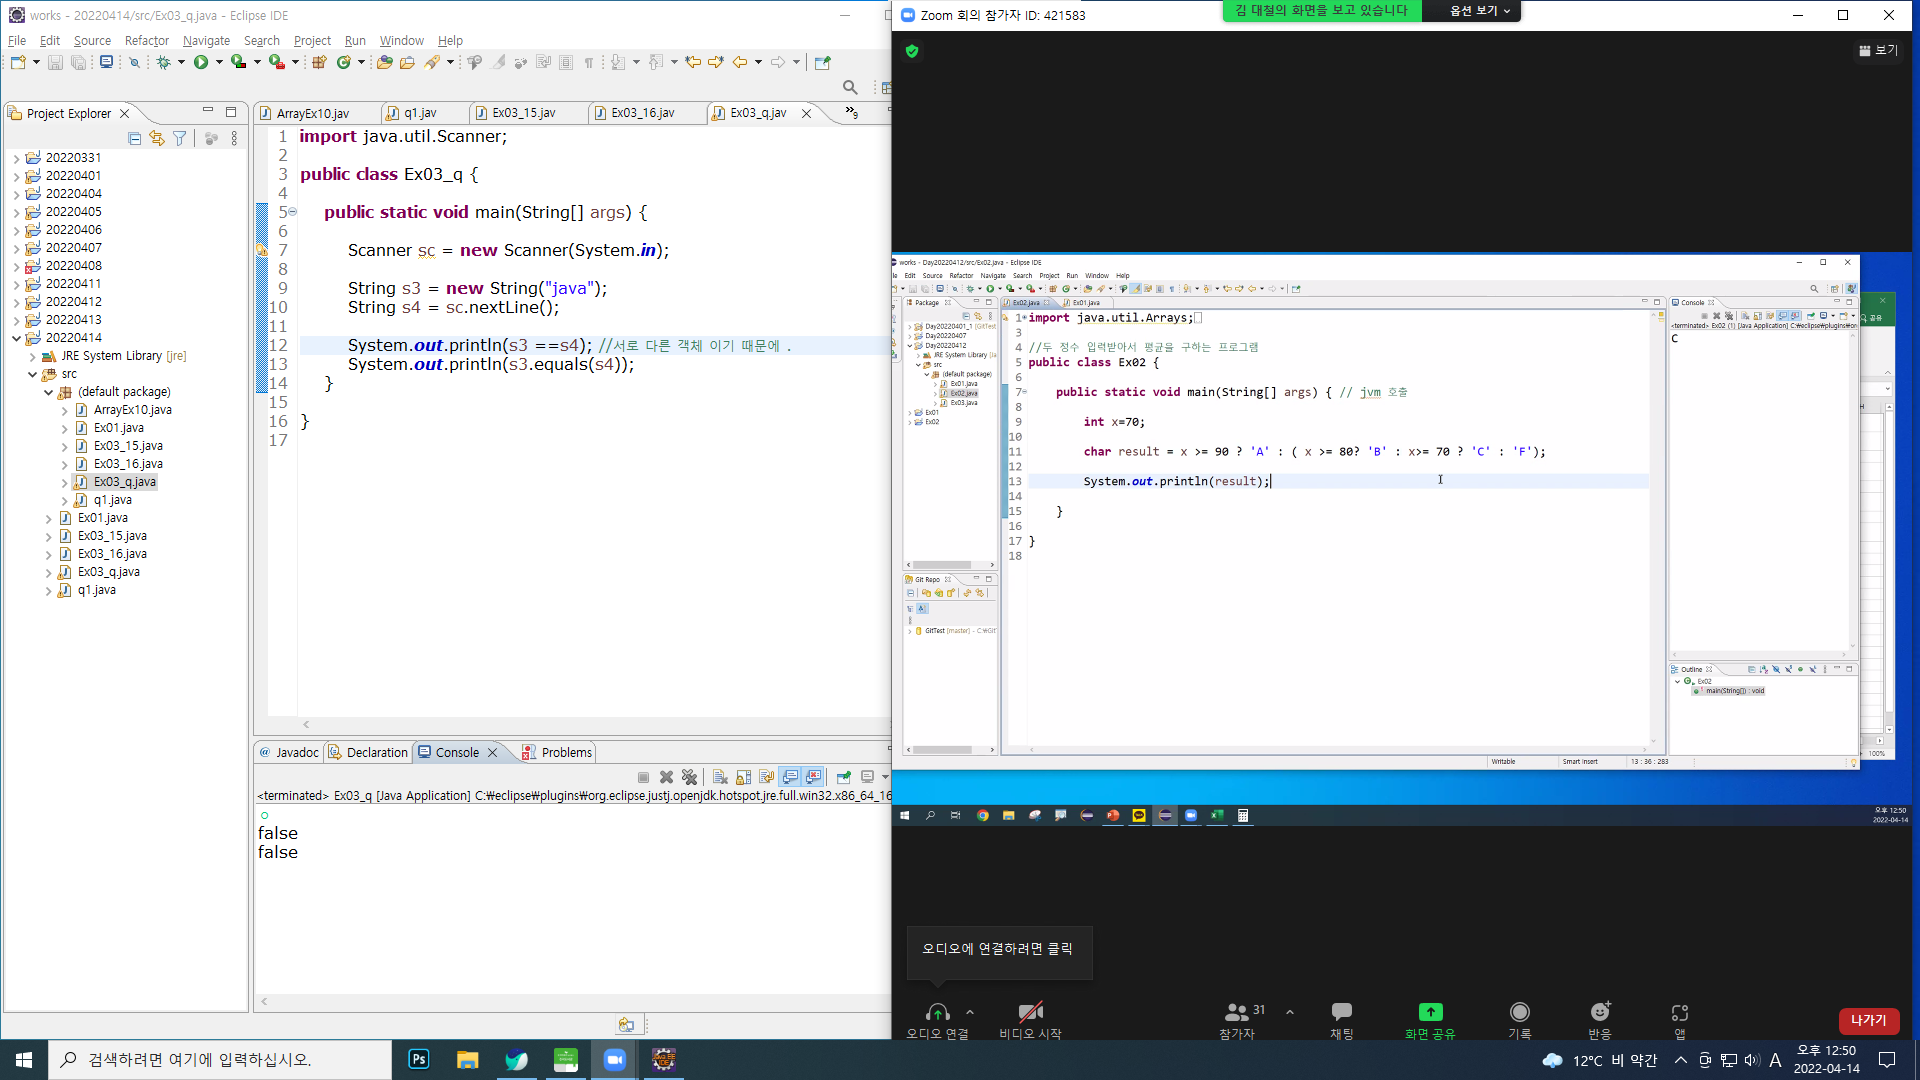 works - 20220414/src/Ex03_q.java - Eclipse IDE
File Edit Source Refactor Navigate Search Project Run Window Help
Project Explorer
20220331
20220401
20220404
20220405
20220406
20220407
20220408
20220411
20220412
20220413
20220414
JRE System Library [jre]
src
(default package)
ArrayEx10.java
Ex01.java
Ex03_15.java
Ex03_16.java
Ex03_q.java
q1.java
Ex01.java
Ex03_15.java
Ex03_16.java
Ex03_q.java
q1.java
ArrayEx10.jav q1.jav Ex03_15.jav Ex03_16.jav Ex03_q.jav »9
1 import java.util.Scanner;
2
3 public class Ex03_q {
4
5 public static void main(String[] args) {
6
7 Scanner sc = new Scanner(System.in);
8
9 String s3 = new String("java");
10 String s4 = sc.nextLine();
11
12 System.out.println(s3 ==s4); //서로 다른 객체 이기 때문에 .
13 System.out.println(s3.equals(s4));
14 }
15
16 }
17
@ Javadoc Declaration Console Problems
<terminated> Ex03_q [Java Application] C:₩eclipse₩plugins₩org.eclipse.justj.openjdk.hotspot.jre.full.win32.x86_64_16
false
false
Zoom 회의 참가자 ID: 421583
김 대철의 화면을 보고 있습니다 옵션 보기
보기
works - Day20220412/src/Ex02.java - Eclipse IDE
Edit Source Refactor Navigate Search Project Run Window Help
Package
Day20220401_1 [GitTest
Day20220407
Day20220412
JRE System Library [Ja
src
(default package)
Ex01.java
Ex02.java
Ex03.java
Ex01
Ex02
Git Repo
GitTest [master] - C:₩GitT
Ex02.java Ex01.java
1 import java.util.Arrays;
3
4 //두 정수 입력받아서 평균을 구하는 프로그램
5 public class Ex02 {
6
7 public static void main(String[] args) { // jvm 호출
8
9 int x=70;
10
11 char result = x >= 90 ? 'A' : ( x >= 80? 'B' : x>= 70 ? 'C' : 'F');
12
13 System.out.println(result);
14
15 }
16
17 }
18
Console
<terminated> Ex02 (1) [Java Application] C:₩eclipse₩plugins₩or
C
Outline
Ex02
main(String[]) : void
공유
H
100%
Writable Smart Insert 13 : 36 : 283
오후 12:50
2022-04-14
오디오에 연결하려면 클릭
오디오 연결 비디오 시작 참가자 31 채팅 화면 공유 기록 반응 앱 나가기
검색하려면 여기에 입력하십시오.
Ps
12°C 비 약간 A 오후 12:50
2022-04-14